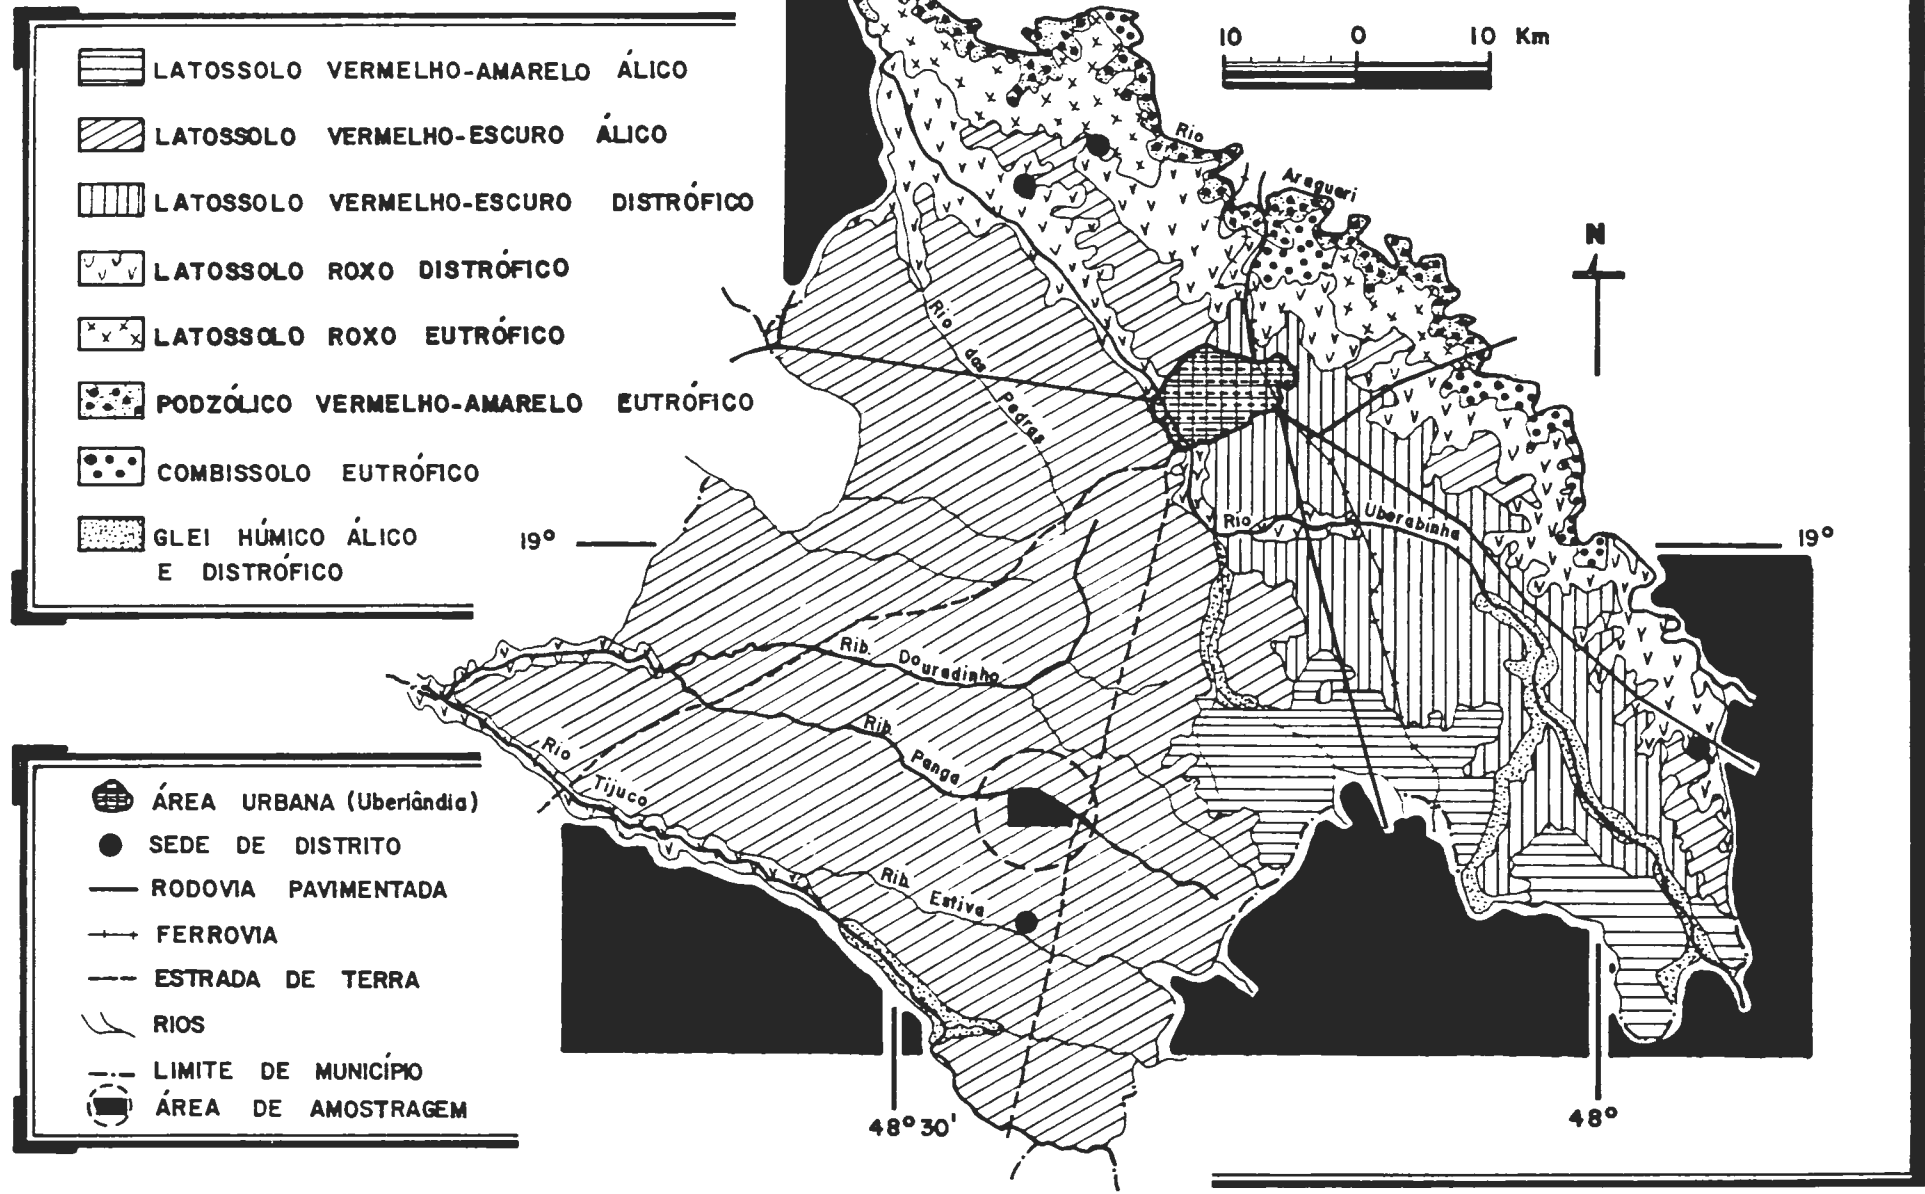 LATOSSOLO VERMELHO-AMARELO ÁLICO
LATOSSOLO VERMELHO-ESCURO ÁLICO
LATOSSOLO VERMELHO-ESCURO DISTRÓFICO
LATOSSOLO ROXO DISTRÓFICO
LATOSSOLO ROXO EUTRÓFICO
PODZÓLICO VERMELHO-AMARELO EUTRÓFICO
COMBISSOLO EUTRÓFICO
GLEI HÚMICO ÁLICO
E DISTRÓFICO
10 0 10 Km
N
Rio Araguari
Rio das Pedras
Rio Uberabinha
19°
19°
Rib. Douradinho
Rib. Panga
Rio Tijuco
Rib. Estiva
48°30'
48°
ÁREA URBANA (Uberlândia)
SEDE DE DISTRITO
RODOVIA PAVIMENTADA
FERROVIA
ESTRADA DE TERRA
RIOS
LIMITE DE MUNICÍPIO
ÁREA DE AMOSTRAGEM